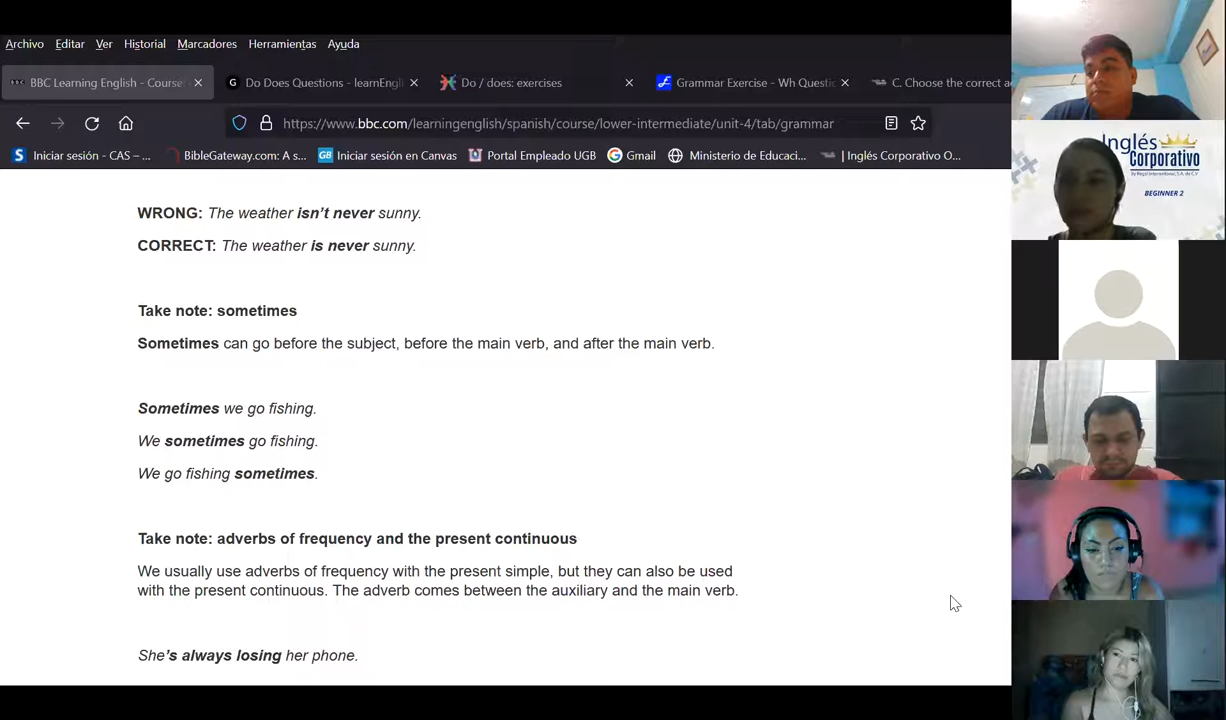 Archivo Editar Ver Historial Marcadores Herramientas Ayuda
BBC Learning English - Course Do Does Questions - learnEngli Do / does: exercises Grammar Exercise - Wh Questi C. Choose the correct a
https://www.bbc.com/learningenglish/spanish/course/lower-intermediate/unit-4/tab/grammar
Iniciar sesión - CAS – ... BibleGateway.com: A s... GB Iniciar sesión en Canvas Portal Empleado UGB Gmail Ministerio de Educaci... | Inglés Corporativo O...
WRONG: The weather isn't never sunny.
CORRECT: The weather is never sunny.
Take note: sometimes
Sometimes can go before the subject, before the main verb, and after the main verb.
Sometimes we go fishing.
We sometimes go fishing.
We go fishing sometimes.
Take note: adverbs of frequency and the present continuous
We usually use adverbs of frequency with the present simple, but they can also be used
with the present continuous. The adverb comes between the auxiliary and the main verb.
She's always losing her phone.
Inglés
Corporativo
By Regal International, S.A. de C.V
BEGINNER 2